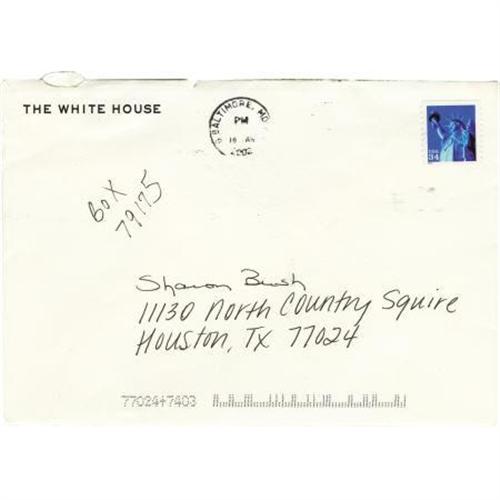 THE WHITE HOUSE
BALTIMORE, MD
PM
2002
USA
34
BOX
79175
Sharon Bush
11130 North Country Squire
Houston, TX 77024
77024+7403